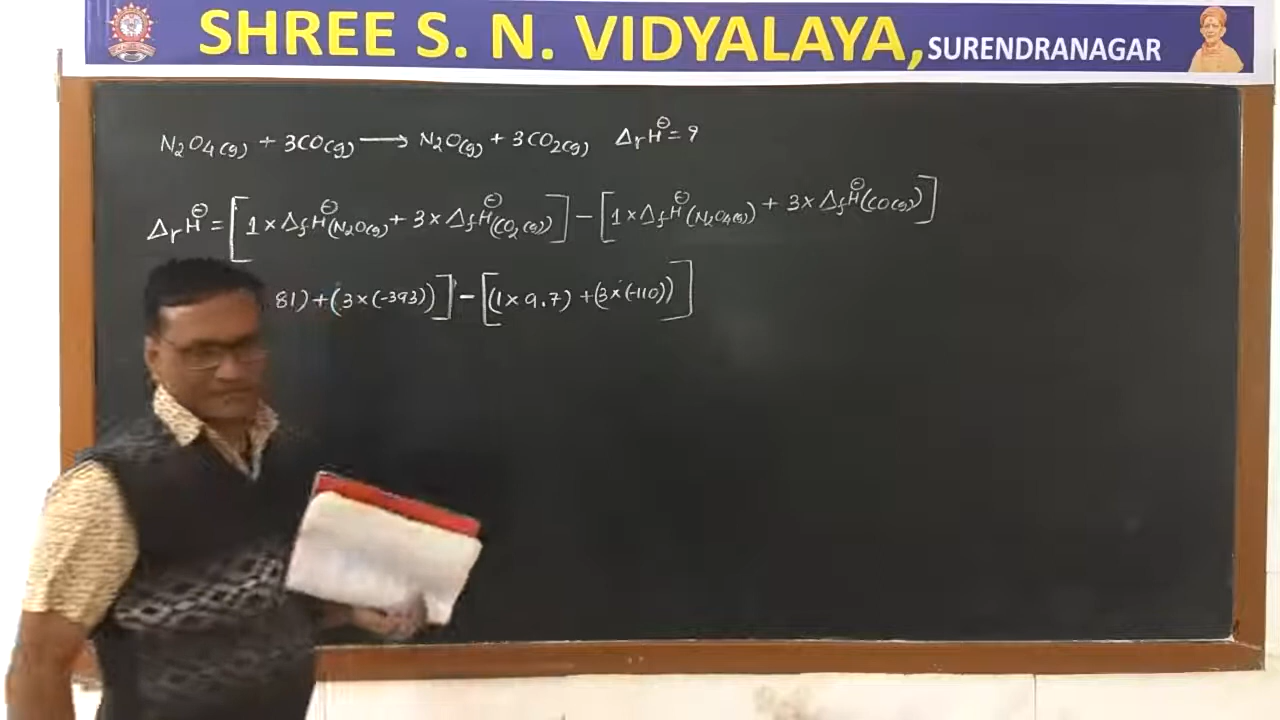 SHREE S. N. VIDYALAYA, SURENDRANAGAR
N₂O₄(g) + 3CO(g) ⟶ N₂O(g) + 3CO₂(g) ΔᵣH⊖ = ?
ΔᵣH⊖ = [1 × ΔfH⊖(N₂O(g)) + 3 × ΔfH⊖(CO₂(g))] − [1 × ΔfH⊖(N₂O₄(g)) + 3 × ΔfH⊖(CO(g))]
81) + (3 × (-393))] − [(1 × 9.7) + (3 × (-110))]